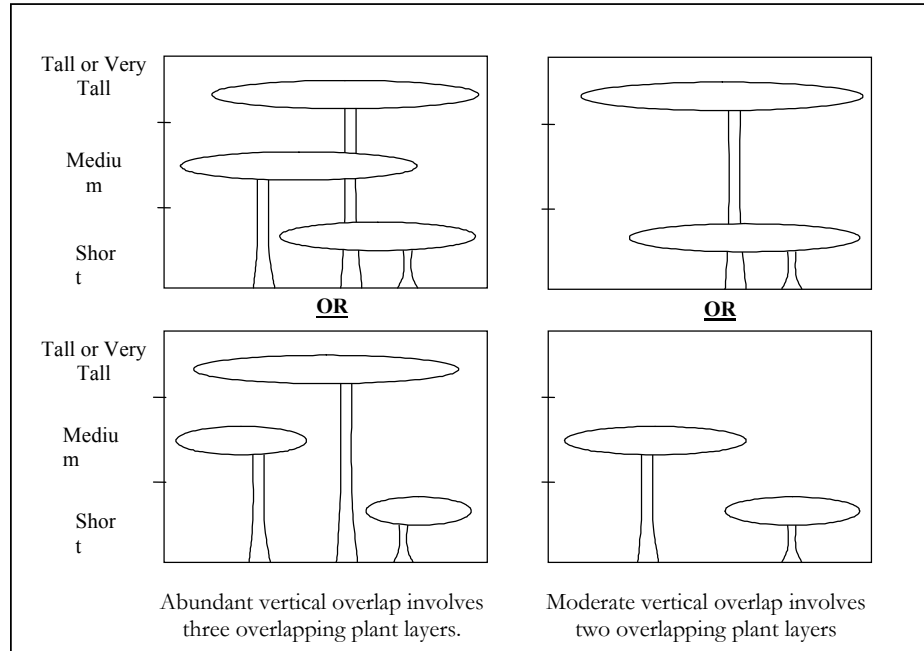 Tall or Very
Tall
Mediu
m
Shor
t
OR
OR
Tall or Very
Tall
Mediu
m
Shor
t
Abundant vertical overlap involves
three overlapping plant layers.
Moderate vertical overlap involves
two overlapping plant layers